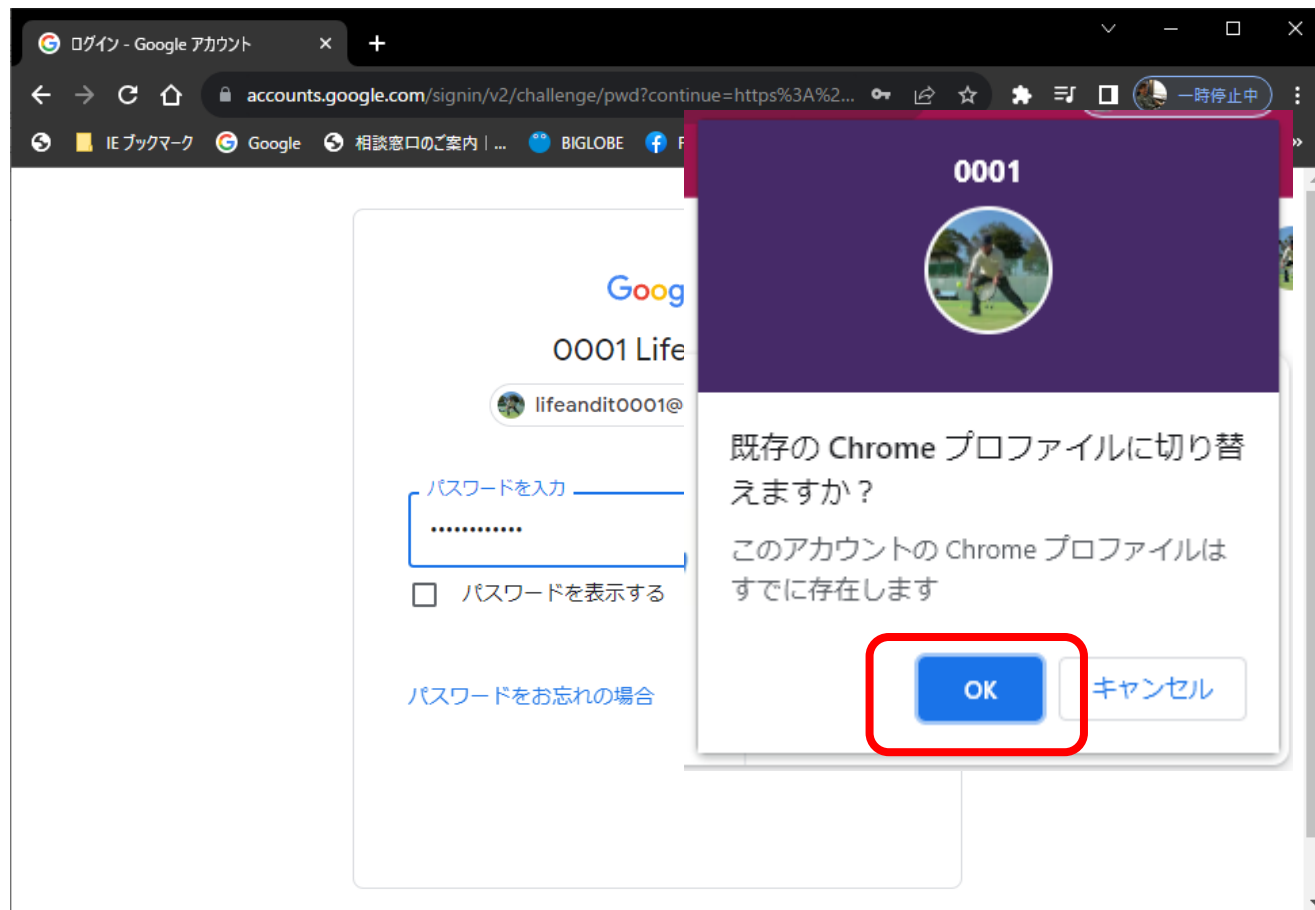 ログイン - Google アカウント
accounts.google.com/signin/v2/challenge/pwd?continue=https%3A%2...
一時停止中
IE ブックマーク
Google
相談窓口のご案内 | ...
BIGLOBE
F
Goog
0001 Life
lifeandit0001@
パスワードを入力
パスワードを表示する
パスワードをお忘れの場合
0001
既存の Chrome プロファイルに切り替
えますか？
このアカウントの Chrome プロファイルは
すでに存在します
OK
キャンセル